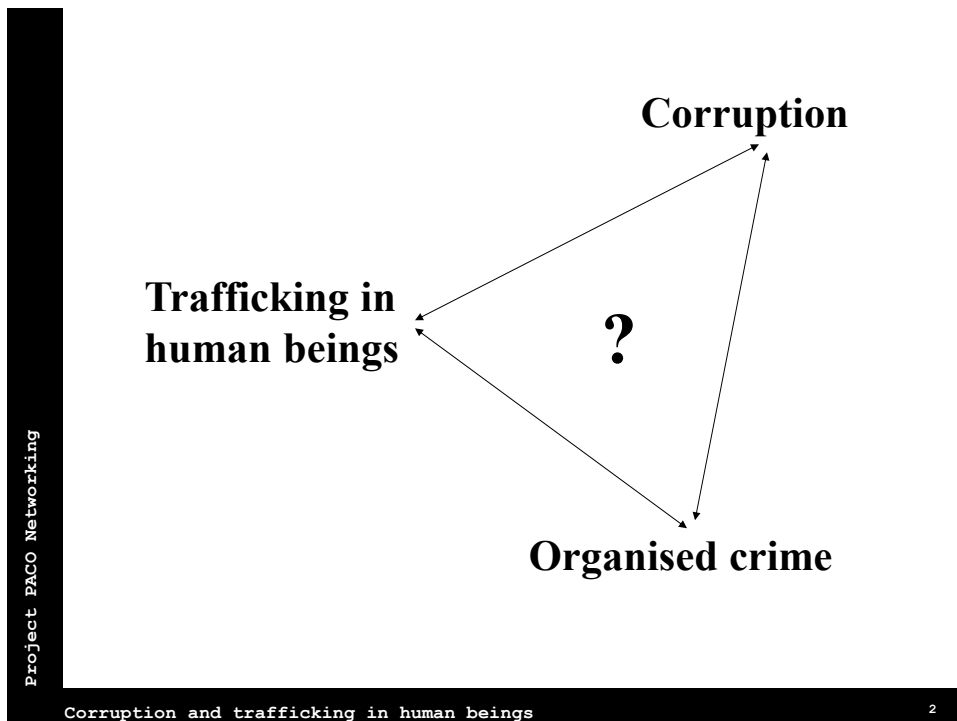 Corruption
Trafficking in
human beings
?
Organised crime
Project PACO Networking
Corruption and trafficking in human beings
2